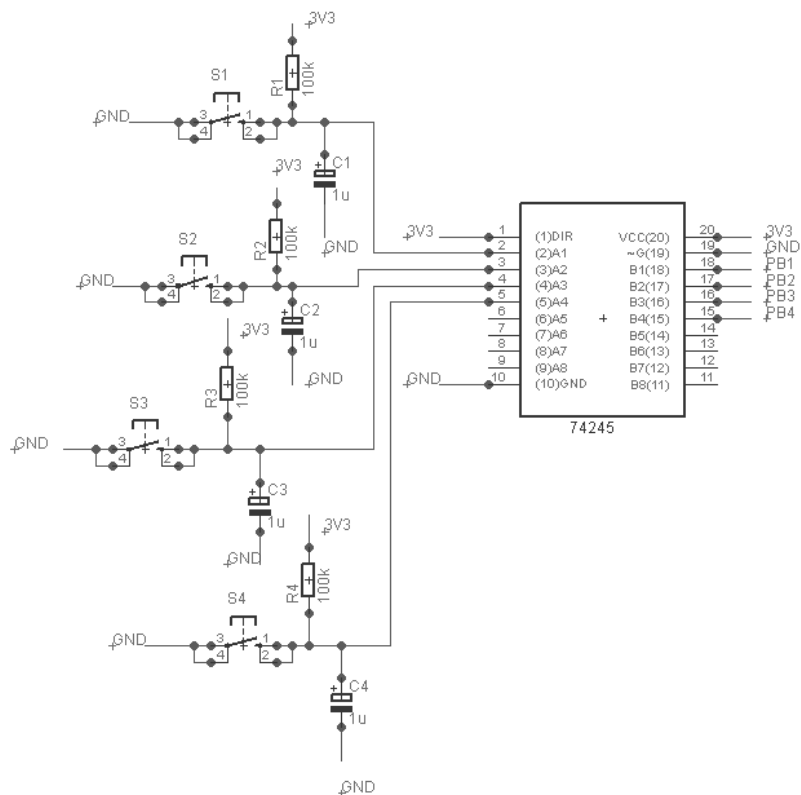 3V3
S1
R1
100k
GND
3
1
4
2
3V3
C1
1u
S2
R2
100k
GND
GND
3
1
4
2
C2
1u
3V3
GND
R3
100k
S3
GND
3
1
4
2
C3
1u
3V3
GND
R4
100k
S4
GND
3
1
4
2
C4
1u
GND
3V3 1 (1)DIR VCC(20) 20 3V3
2 (2)A1 ~G(19) 19 GND
3 (3)A2 B1(18) 18 PB1
4 (4)A3 B2(17) 17 PB2
5 (5)A4 B3(16) 16 PB3
6 (6)A5 B4(15) 15 PB4
7 (7)A6 B5(14) 14
8 (8)A7 B6(13) 13
9 (9)A8 B7(12) 12
GND 10 (10)GND B8(11) 11
74245